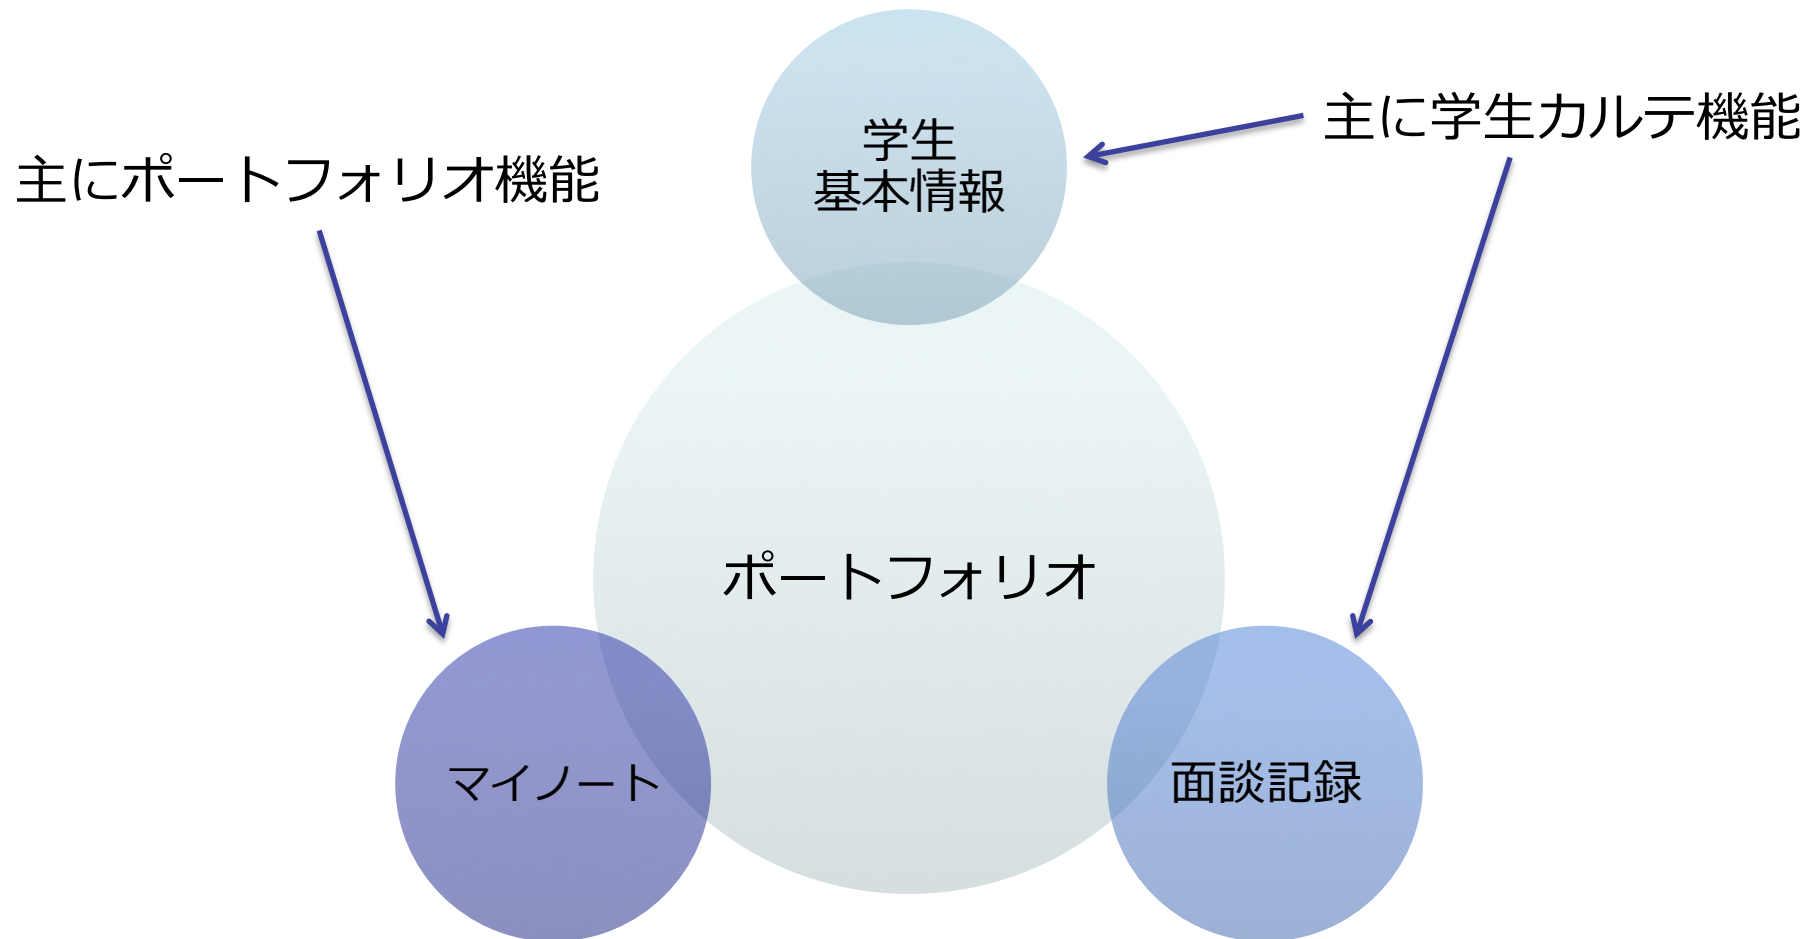 主に学生カルテ機能
学生
基本情報
主にポートフォリオ機能
ポートフォリオ
マイノート
面談記録